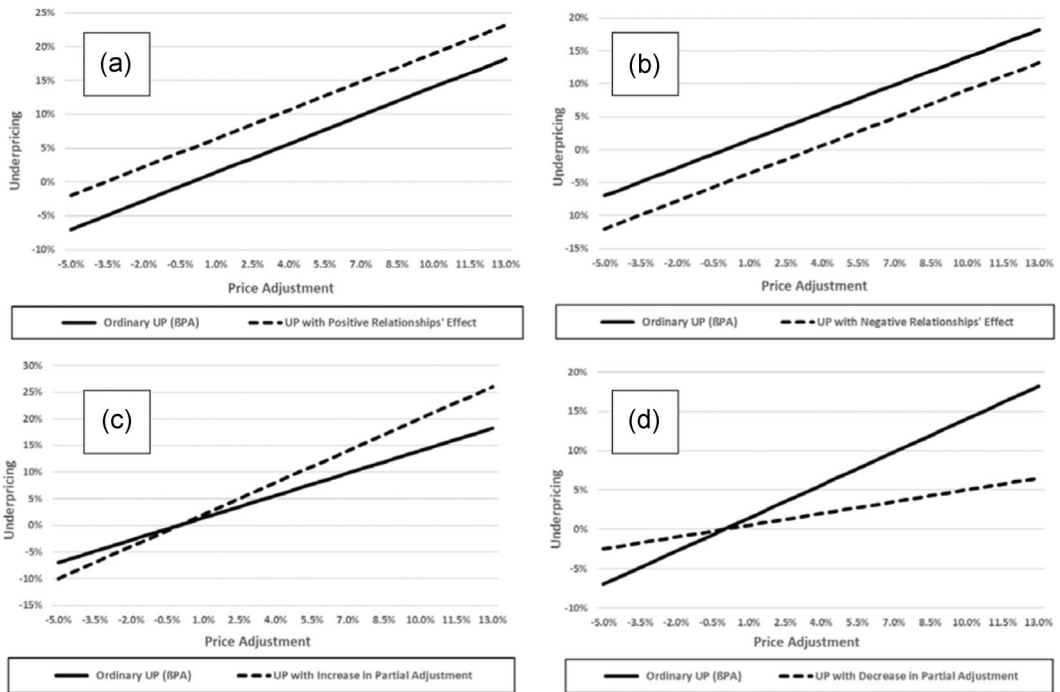 (a)
Underpricing
25%
20%
15%
10%
5%
0%
-5%
-10%
-5.0% -3.5% -2.0% -0.5% 1.0% 2.5% 4.0% 5.5% 7.0% 8.5% 10.0% 11.5% 13.0%
Price Adjustment
Ordinary UP (ßPA) UP with Positive Relationships' Effect
(b)
Underpricing
20%
15%
10%
5%
0%
-5%
-10%
-15%
-5.0% -3.5% -2.0% -0.5% 1.0% 2.5% 4.0% 5.5% 7.0% 8.5% 10.0% 11.5% 13.0%
Price Adjustment
Ordinary UP (ßPA) UP with Negative Relationships' Effect
(c)
Underpricing
30%
25%
20%
15%
10%
5%
0%
-5%
-10%
-15%
-5.0% -3.5% -2.0% -0.5% 1.0% 2.5% 4.0% 5.5% 7.0% 8.5% 10.0% 11.5% 13.0%
Price Adjustment
Ordinary UP (ßPA) UP with Increase in Partial Adjustment
(d)
Underpricing
20%
15%
10%
5%
0%
-5%
-10%
-5.0% -3.5% -2.0% -0.5% 1.0% 2.5% 4.0% 5.5% 7.0% 8.5% 10.0% 11.5% 13.0%
Price Adjustment
Ordinary UP (ßPA) UP with Decrease in Partial Adjustment